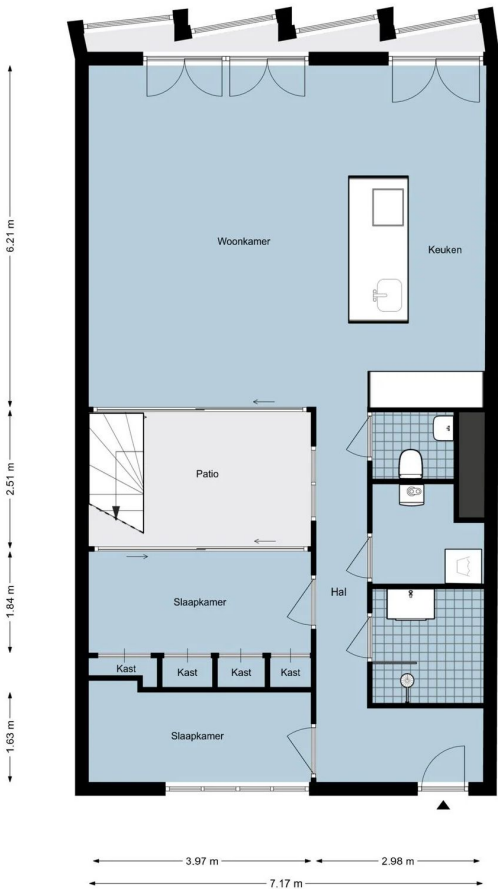 6.21 m
Woonkamer
Keuken
2.51 m
Patio
1.84 m
Slaapkamer
Hal
Kast
Kast
Kast
Kast
1.63 m
Slaapkamer
3.97 m
2.98 m
7.17 m